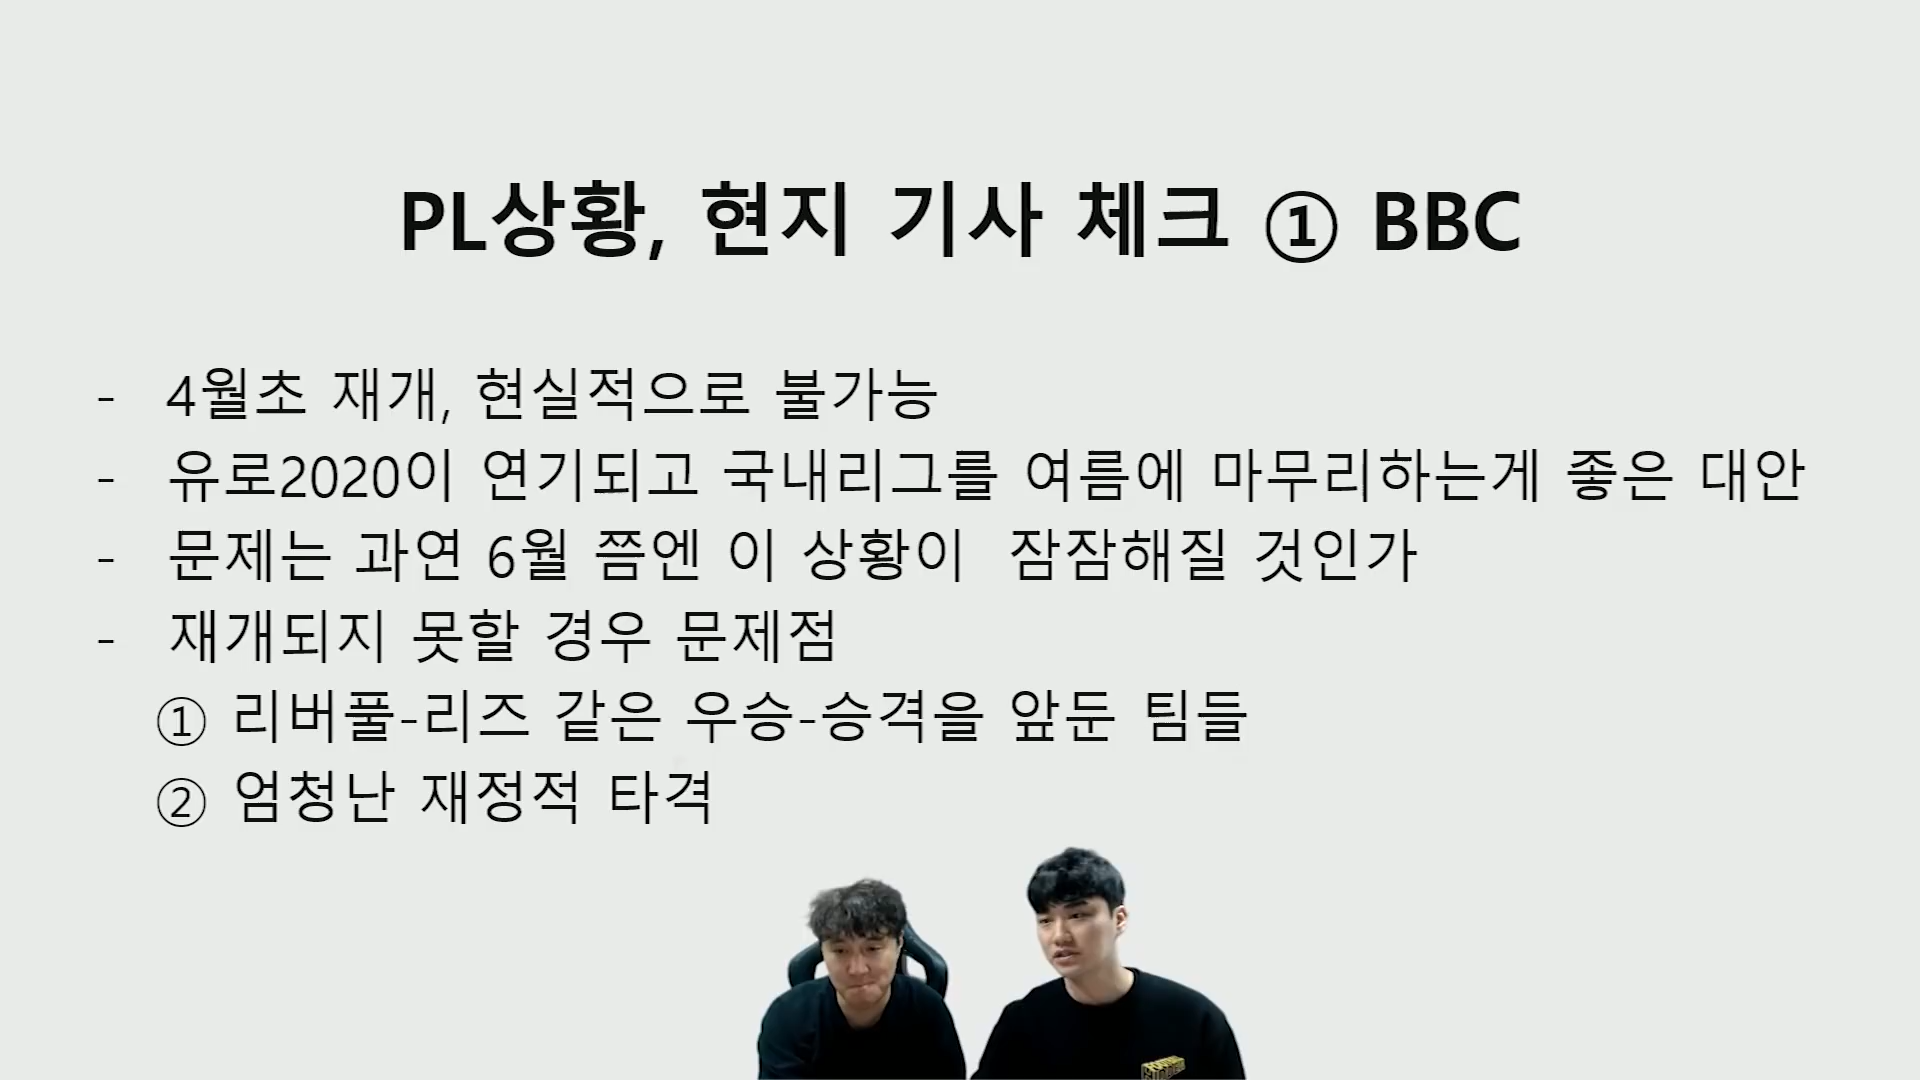 PL상황, 현지 기사 체크 ① BBC
- 4월초 재개, 현실적으로 불가능
- 유로2020이 연기되고 국내리그를 여름에 마무리하는게 좋은 대안
- 문제는 과연 6월 쯤엔 이 상황이 잠잠해질 것인가
- 재개되지 못할 경우 문제점
① 리버풀-리즈 같은 우승-승격을 앞둔 팀들
② 엄청난 재정적 타격